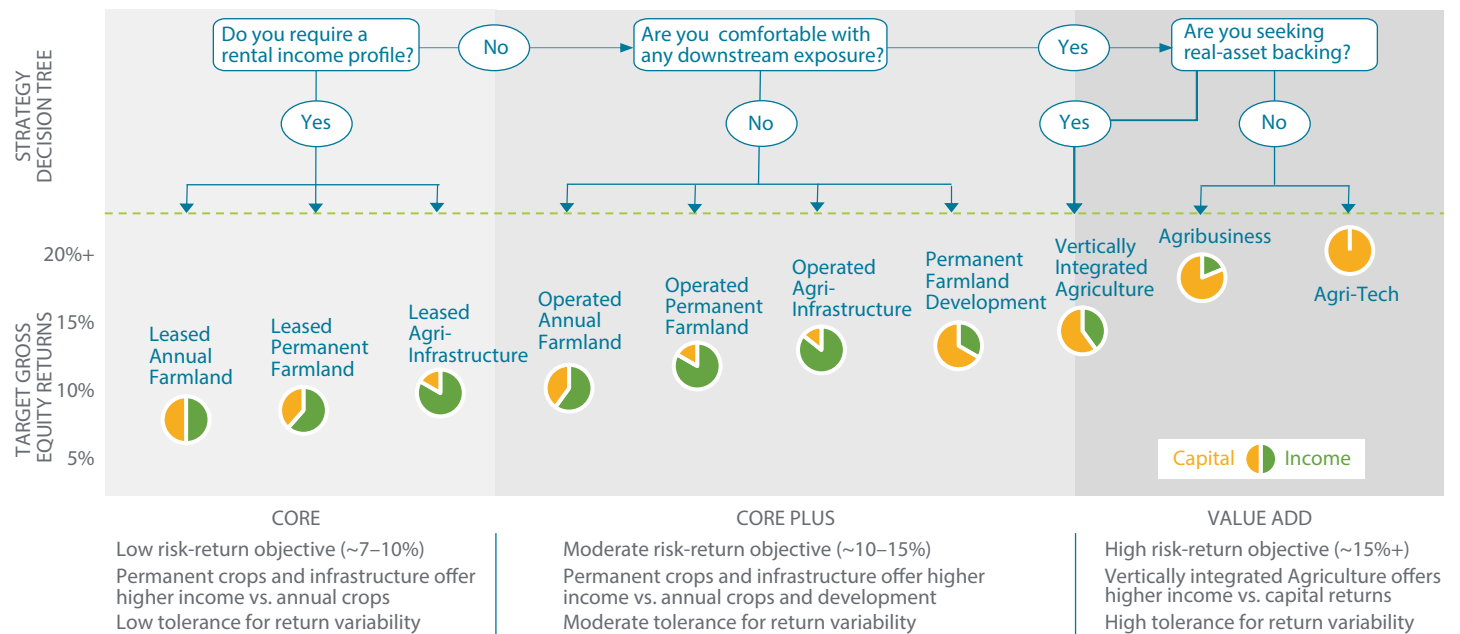 STRATEGY
DECISION TREE
Do you require a
rental income profile?
No
Are you comfortable with
any downstream exposure?
Yes
Are you seeking
real-asset backing?
Yes
No
Yes
No
TARGET GROSS
EQUITY RETURNS
20%+
15%
10%
5%
Leased
Annual
Farmland
Leased
Permanent
Farmland
Leased
Agri-
Infrastructure
Operated
Annual
Farmland
Operated
Permanent
Farmland
Operated
Agri-
Infrastructure
Permanent
Farmland
Development
Vertically
Integrated
Agriculture
Agribusiness
Agri-Tech
Capital
Income
CORE
Low risk-return objective (~7–10%)
Permanent crops and infrastructure offer
higher income vs. annual crops
Low tolerance for return variability
CORE PLUS
Moderate risk-return objective (~10–15%)
Permanent crops and infrastructure offer higher
income vs. annual crops and development
Moderate tolerance for return variability
VALUE ADD
High risk-return objective (~15%+)
Vertically integrated Agriculture offers
higher income vs. capital returns
High tolerance for return variability